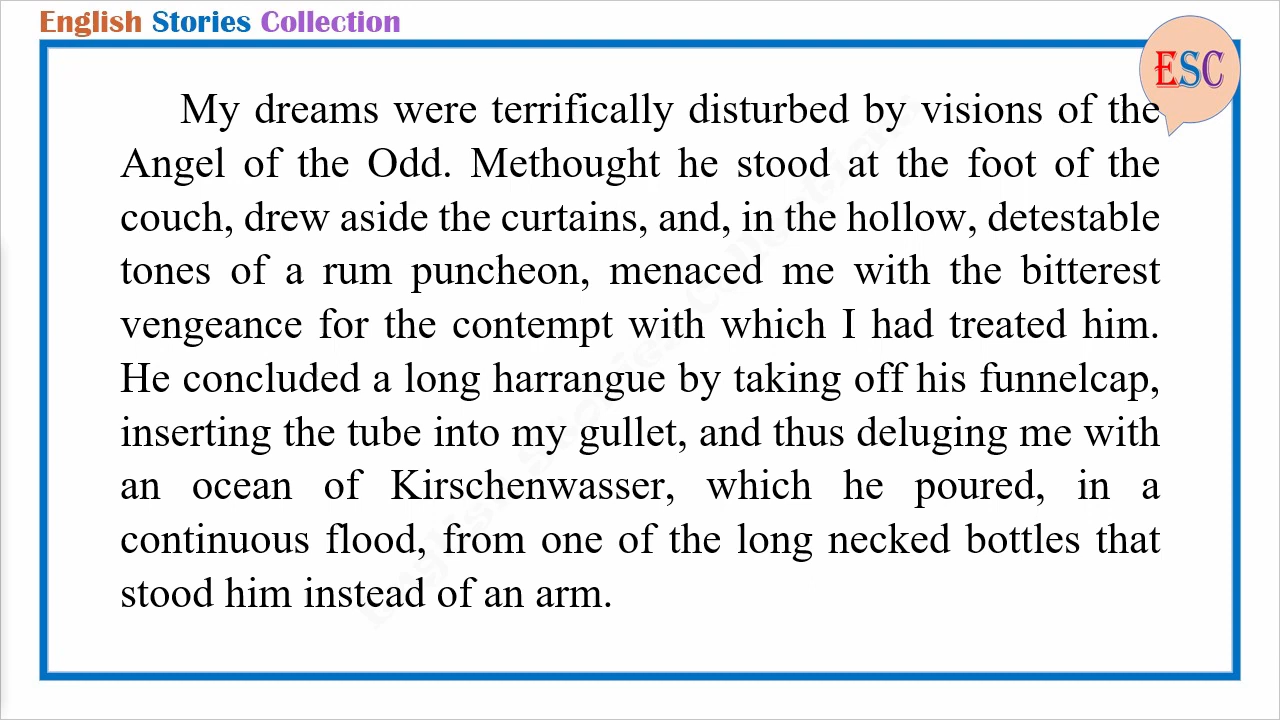 English Stories Collection
ESC
My dreams were terrifically disturbed by visions of the
Angel of the Odd. Methought he stood at the foot of the
couch, drew aside the curtains, and, in the hollow, detestable
tones of a rum puncheon, menaced me with the bitterest
vengeance for the contempt with which I had treated him.
He concluded a long harrangue by taking off his funnelcap,
inserting the tube into my gullet, and thus deluging me with
an ocean of Kirschenwasser, which he poured, in a
continuous flood, from one of the long necked bottles that
stood him instead of an arm.